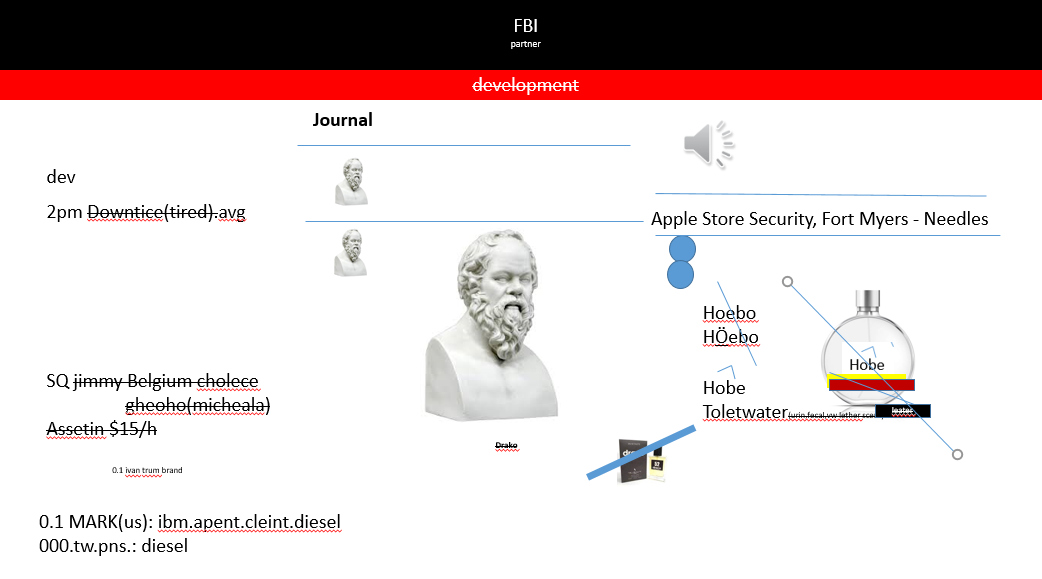 FBI
partner
development
Journal
dev
2pm Downtice(tired).avg
Apple Store Security, Fort Myers - Needles
Hoebo
HÖebo
Hobe
Hobe
Toletwater(urin,fecal,vw lether
leater
SQ jimmy Belgium cholece
gheoho(micheala)
Assetin $15/h
Drako
0.1 ivan trum brand
0.1 MARK(us): ibm.apent.cleint.diesel
000.tw.pns.: diesel